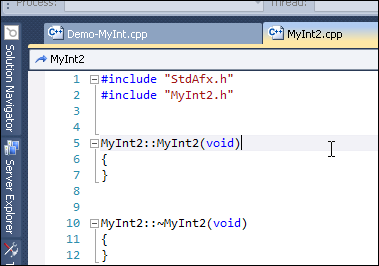 Process: Thread:
Demo-MyInt.cpp MyInt2.cpp
MyInt2
Solution Navigator
Server Explorer
1 #include "StdAfx.h"
2 #include "MyInt2.h"
3
4
5 MyInt2::MyInt2(void)
6 {
7 }
8
9
10 MyInt2::~MyInt2(void)
11 {
12 }